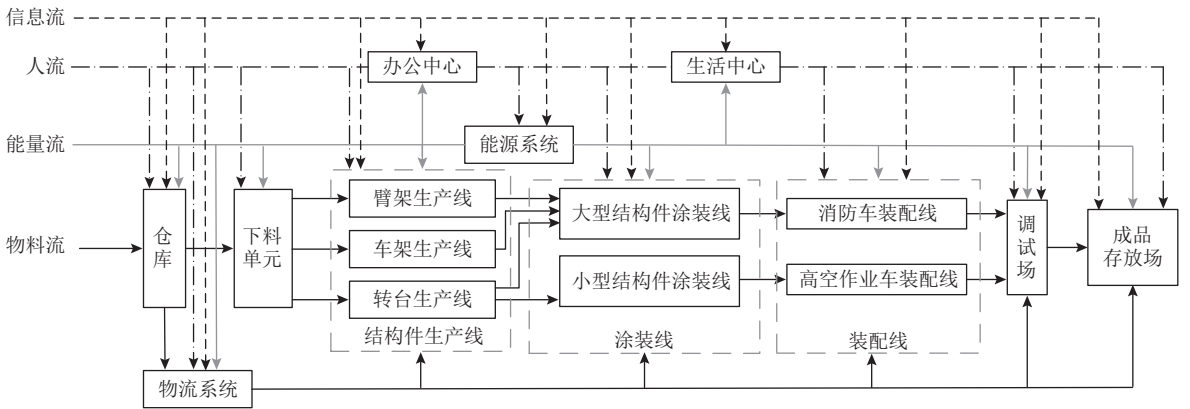 信息流
人流
办公中心
生活中心
能量流
能源系统
物料流
仓
库
下料
单元
臂架生产线
车架生产线
转台生产线
结构件生产线
大型结构件涂装线
小型结构件涂装线
涂装线
消防车装配线
高空作业车装配线
装配线
调
试
场
成品
存放场
物流系统